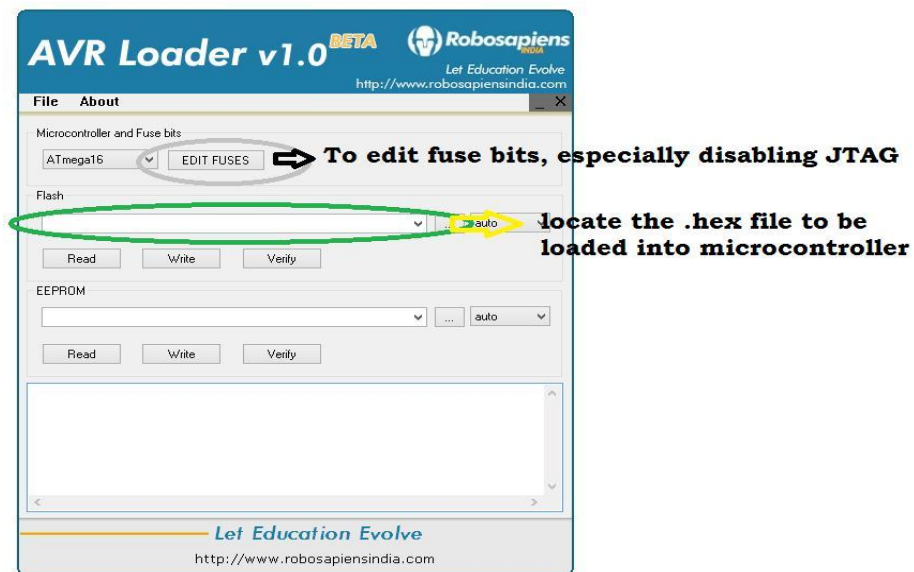 AVR Loader v1.0 BETA
Robosapiens
INDIA
Let Education Evolve
http://www.robosapiensindia.com
File About
_ X
Microcontroller and Fuse bits
ATmega16 EDIT FUSES
To edit fuse bits, especially disabling JTAG
Flash
... auto
locate the .hex file to be
loaded into microcontroller
Read Write Verify
EEPROM
... auto
Read Write Verify
Let Education Evolve
http://www.robosapiensindia.com